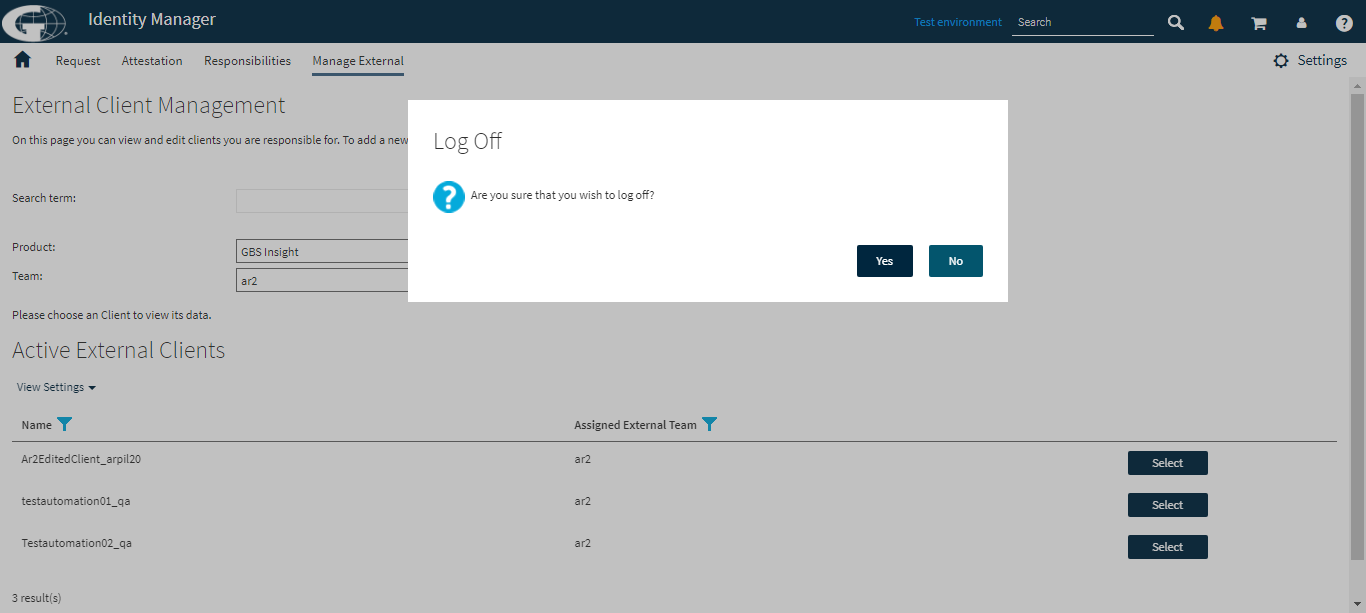 Identity Manager
Test environment
Search
Request
Attestation
Responsibilities
Manage External
Settings
External Client Management
On this page you can view and edit clients you are responsible for. To add a new
Log Off
Are you sure that you wish to log off?
Yes
No
Search term:
Product:
GBS Insight
Team:
ar2
Please choose an Client to view its data.
Active External Clients
View Settings
Name
Assigned External Team
Ar2EditedClient_arpil20
ar2
Select
testautomation01_qa
ar2
Select
Testautomation02_qa
ar2
Select
3 result(s)